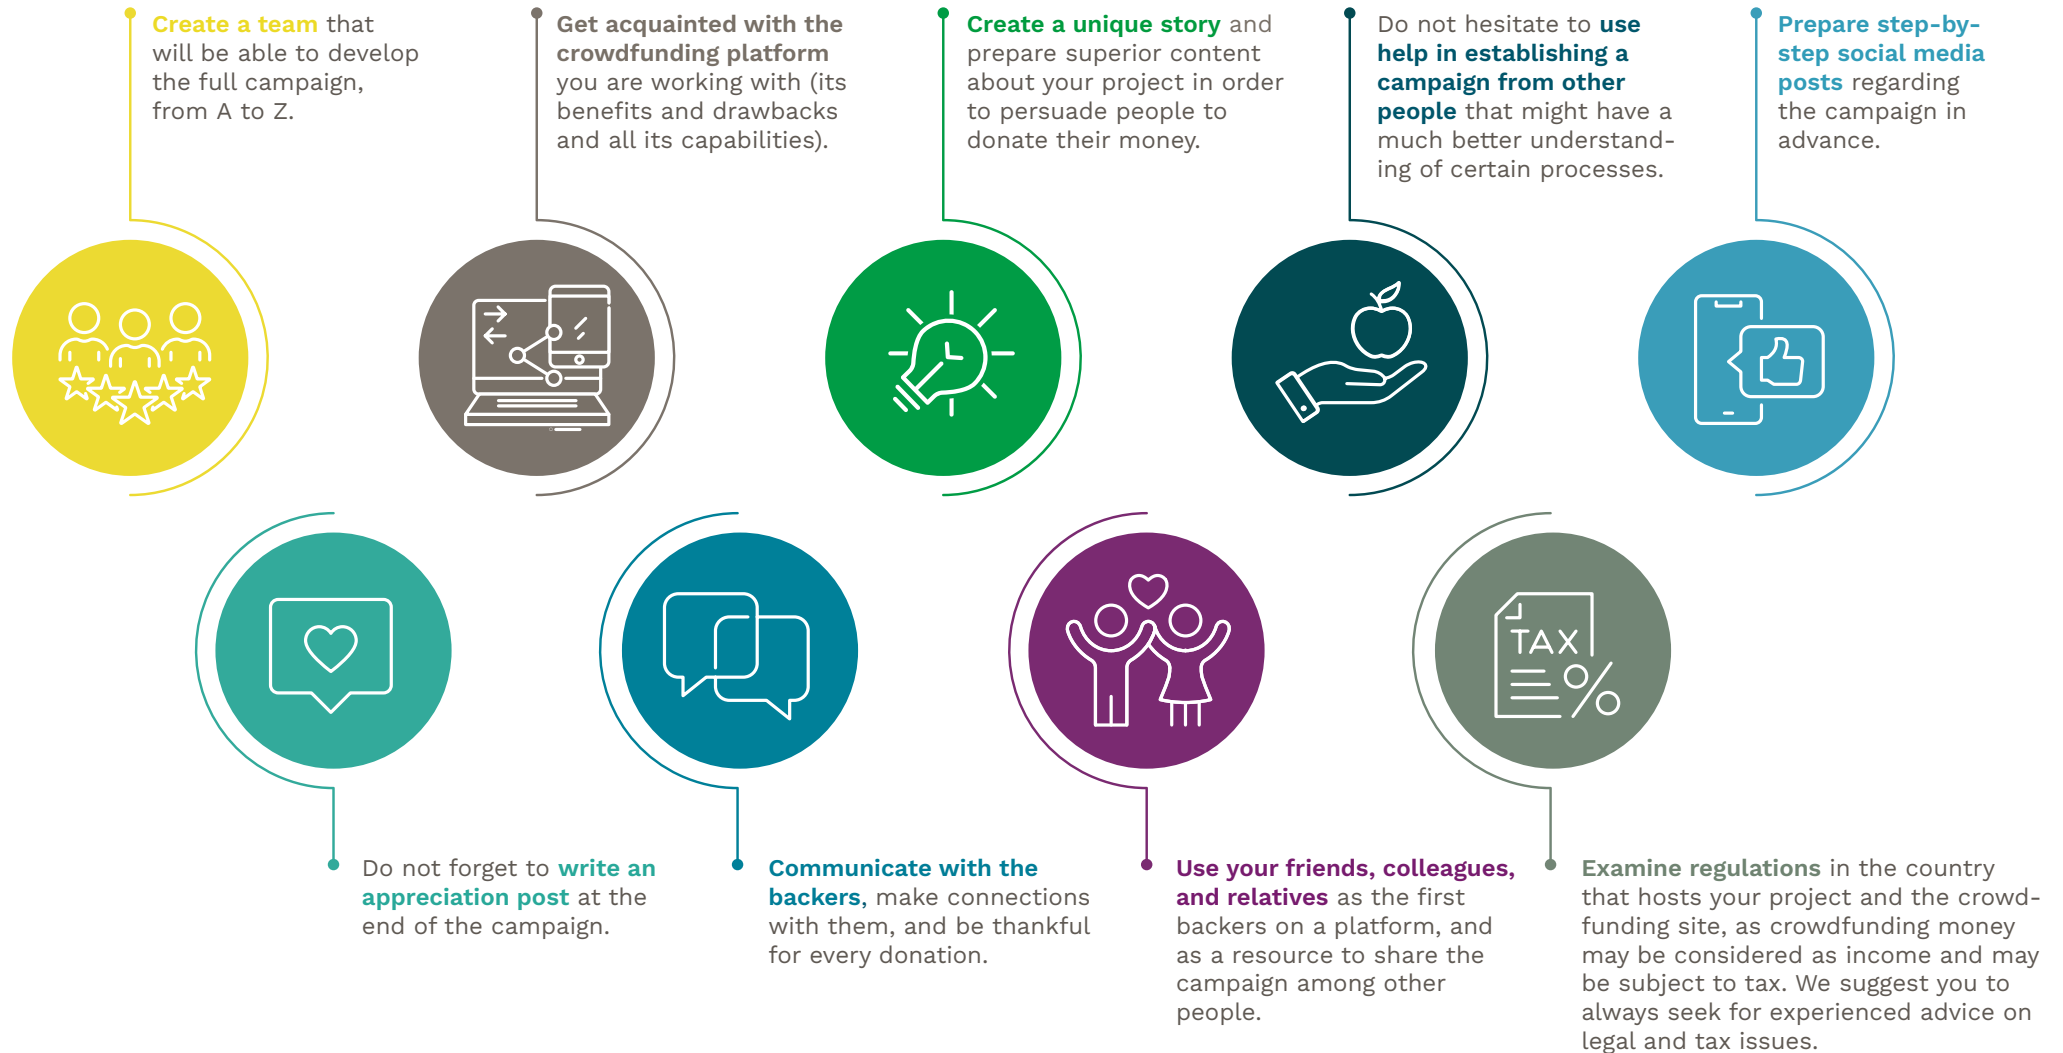 Create a team that
will be able to develop
the full campaign,
from A to Z.
Get acquainted with the
crowdfunding platform
you are working with (its
benefits and drawbacks
and all its capabilities).
Create a unique story and
prepare superior content
about your project in order
to persuade people to
donate their money.
Do not hesitate to use
help in establishing a
campaign from other
people that might have a
much better understand-
ing of certain processes.
Prepare step-by-
step social media
posts regarding
the campaign in
advance.
TAX
%
Do not forget to write an
appreciation post at the
end of the campaign.
Communicate with the
backers, make connections
with them, and be thankful
for every donation.
Use your friends, colleagues,
and relatives as the first
backers on a platform, and
as a resource to share the
campaign among other
people.
Examine regulations in the country
that hosts your project and the crowd-
funding site, as crowdfunding money
may be considered as income and may
be subject to tax. We suggest you to
always seek for experienced advice on
legal and tax issues.